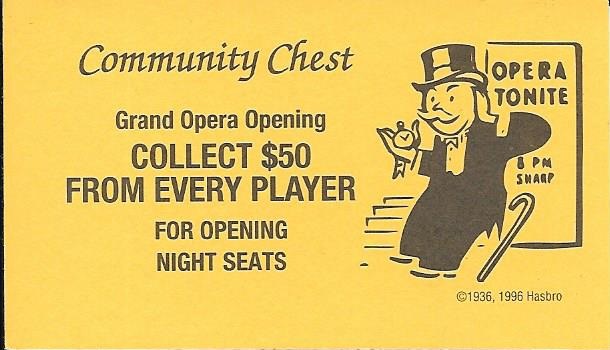 Community Chest
Grand Opera Opening
COLLECT $50
FROM EVERY PLAYER
FOR OPENING
NIGHT SEATS
OPERA
TONITE
8 PM
SHARP
©1936, 1996 Hasbro